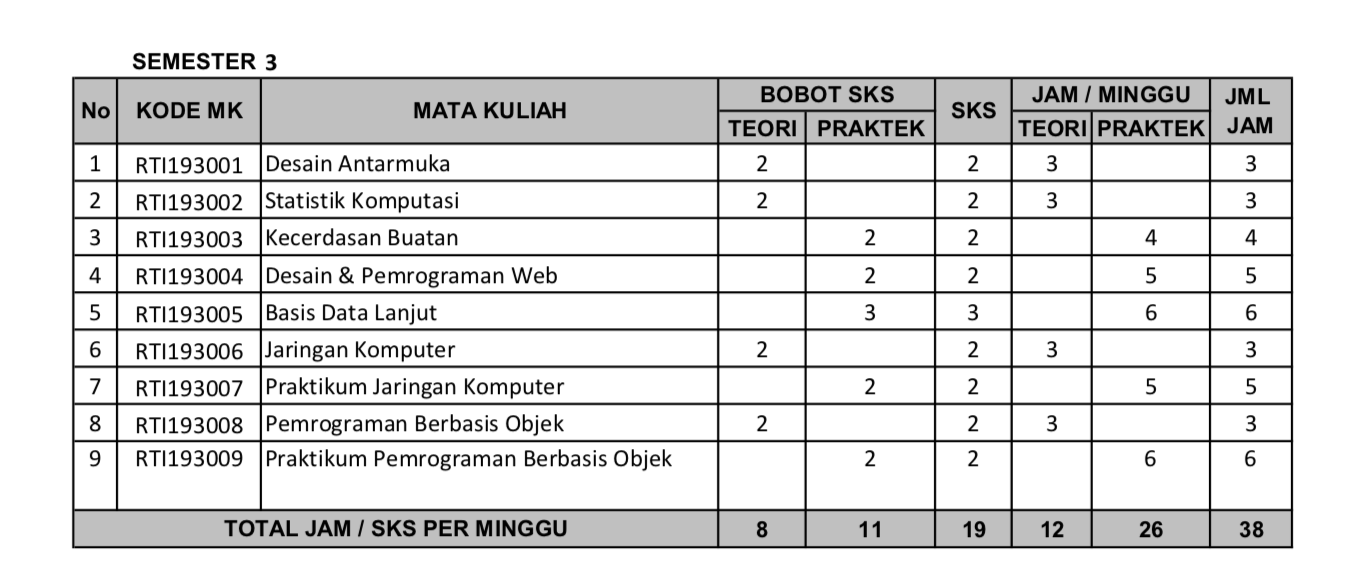 SEMESTER 3
No KODE MK MATA KULIAH BOBOT SKS SKS JAM / MINGGU JML JAM
TEORI PRAKTEK TEORI PRAKTEK
1 RTI193001 Desain Antarmuka 2 2 3 3
2 RTI193002 Statistik Komputasi 2 2 3 3
3 RTI193003 Kecerdasan Buatan 2 2 4 4
4 RTI193004 Desain & Pemrograman Web 2 2 5 5
5 RTI193005 Basis Data Lanjut 3 3 6 6
6 RTI193006 Jaringan Komputer 2 2 3 3
7 RTI193007 Praktikum Jaringan Komputer 2 2 5 5
8 RTI193008 Pemrograman Berbasis Objek 2 2 3 3
9 RTI193009 Praktikum Pemrograman Berbasis Objek 2 2 6 6
TOTAL JAM / SKS PER MINGGU 8 11 19 12 26 38